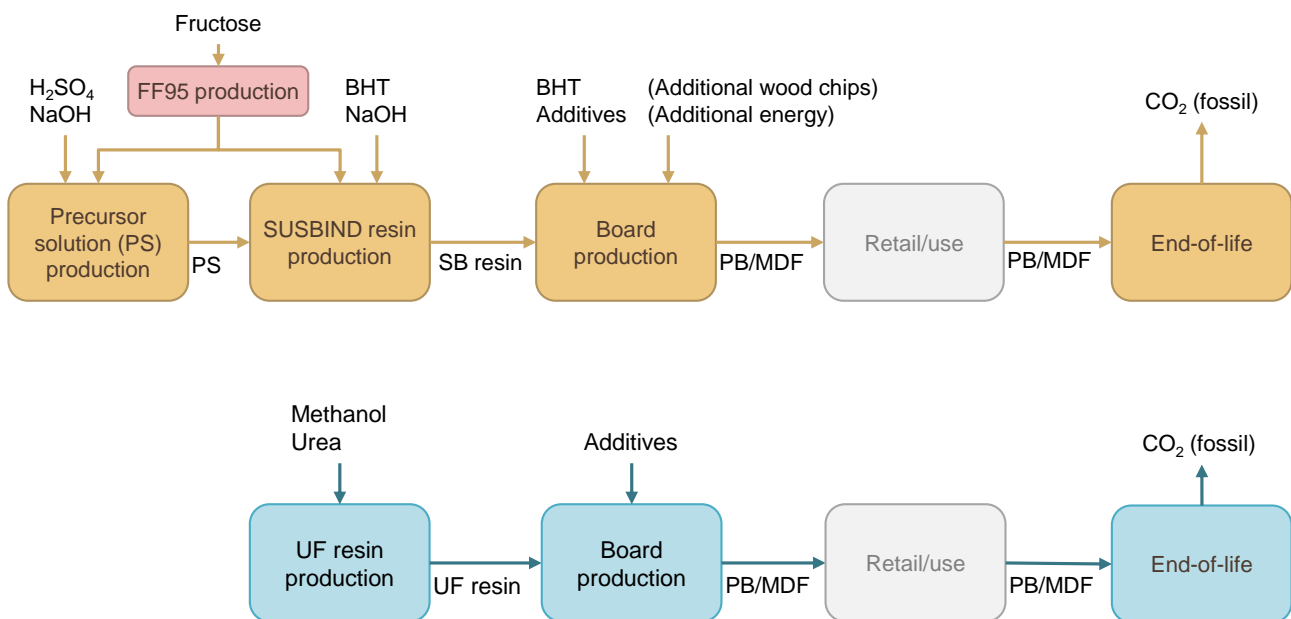 Fructose
H₂SO₄
NaOH
FF95 production
BHT
NaOH
BHT
Additives
(Additional wood chips)
(Additional energy)
CO₂ (fossil)
Precursor
solution (PS)
production
PS
SUSBIND resin
production
SB resin
Board
production
PB/MDF
Retail/use
PB/MDF
End-of-life
Methanol
Urea
Additives
CO₂ (fossil)
UF resin
production
UF resin
Board
production
PB/MDF
Retail/use
PB/MDF
End-of-life